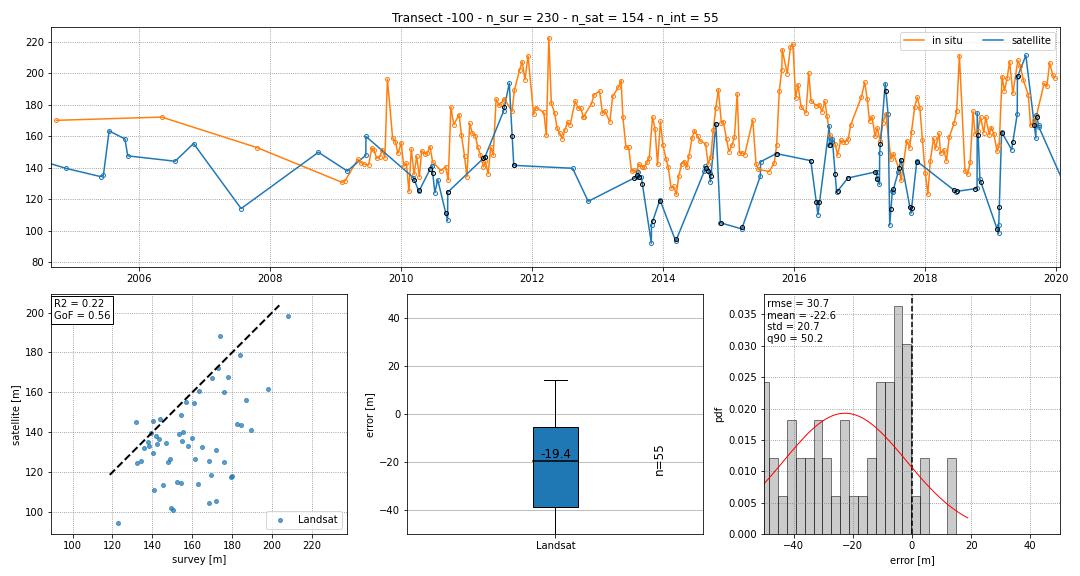 Transect -100 - n_sur = 230 - n_sat = 154 - n_int = 55
in situ
satellite
220
200
180
160
140
120
100
80
2006
2008
2010
2012
2014
2016
2018
2020
R2 = 0.22
GoF = 0.56
satellite [m]
200
180
160
140
120
100
100
120
140
160
180
200
220
survey [m]
Landsat
error [m]
40
20
0
−20
−40
-19.4
n=55
Landsat
rmse = 30.7
mean = -22.6
std = 20.7
q90 = 50.2
pdf
0.035
0.030
0.025
0.020
0.015
0.010
0.005
0.000
−40
−20
0
20
40
error [m]